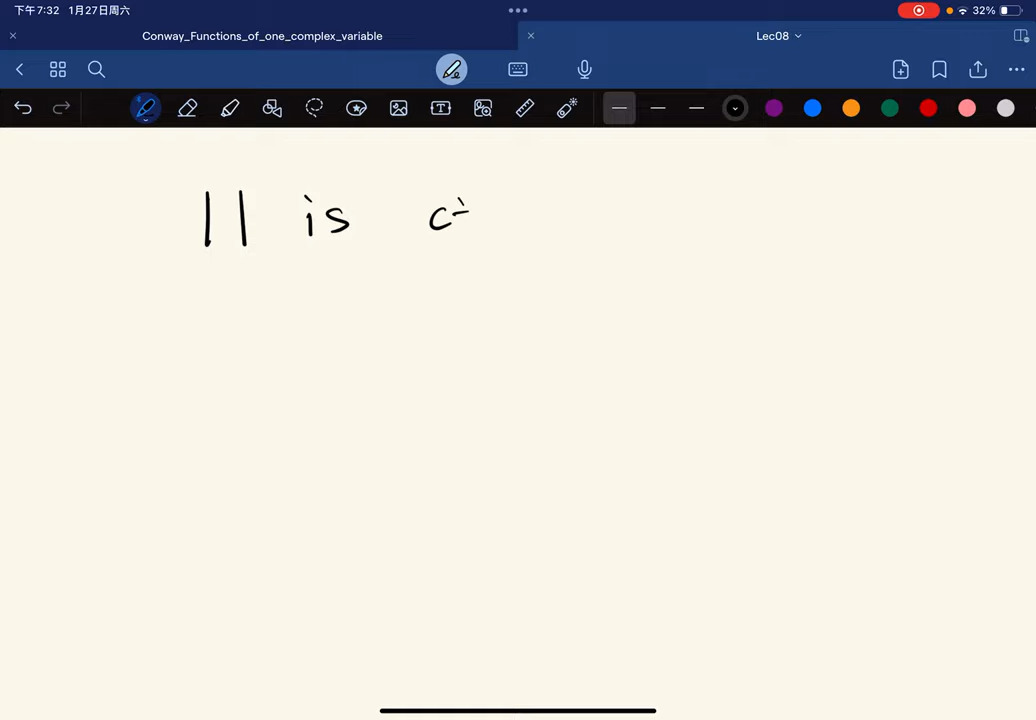 下午7:32 1月27日周六 32%
Conway_Functions_of_one_complex_variable Lec08
|| is